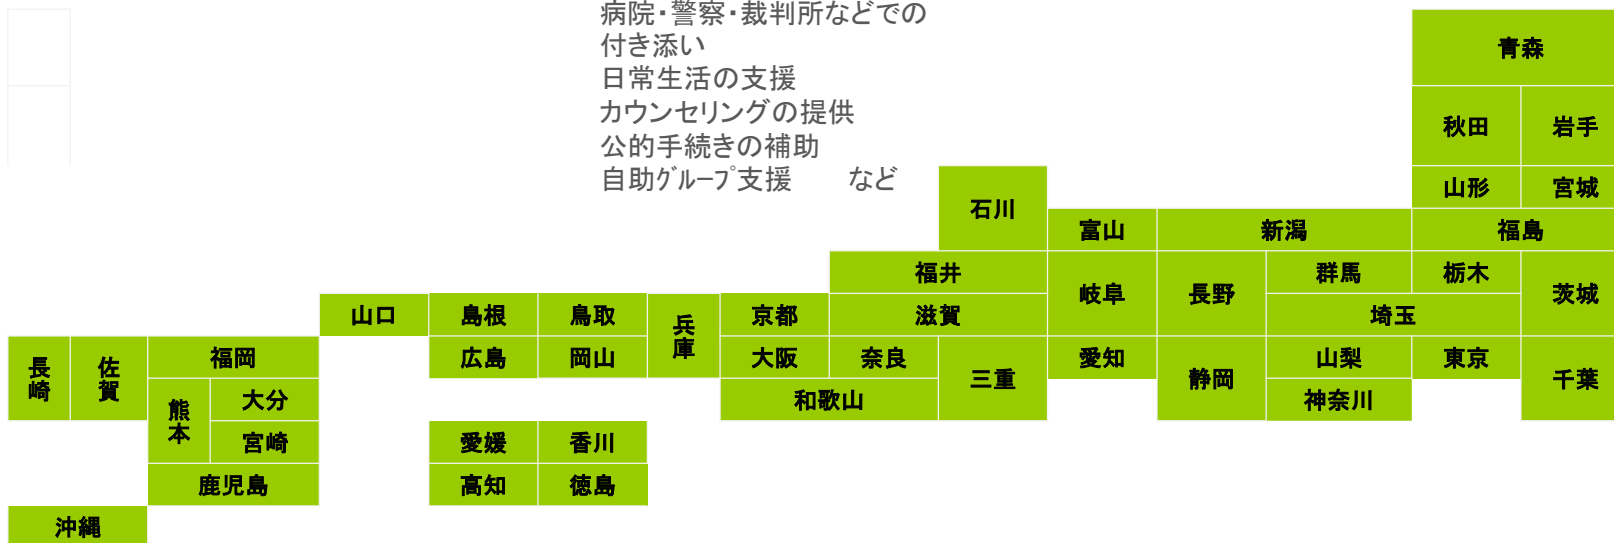 病院・警察・裁判所などでの
付き添い
日常生活の支援
カウンセリングの提供
公的手続きの補助
自助グループ支援　　など
青森
秋田 岩手
山形 宮城
石川
富山 新潟 福島
福井 岐阜 長野 群馬 栃木 茨城
山口 島根 鳥取 兵庫 京都 滋賀 埼玉
長崎 佐賀 福岡 広島 岡山 大阪 奈良 三重 愛知 静岡 山梨 東京 千葉
熊本 大分 和歌山 神奈川
宮崎 愛媛 香川
鹿児島 高知 徳島
沖縄